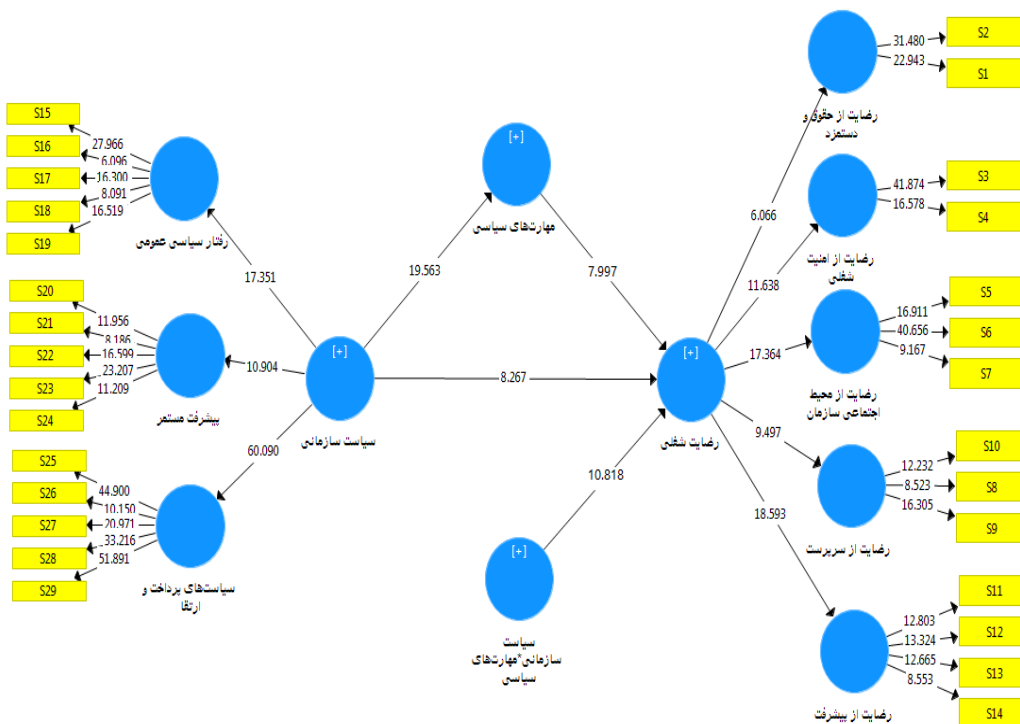 S15
S16
S17
S18
S19
27.966
6.096
16.300
8.091
16.519
رفتار سیاسی عمومی
17.351
S20
S21
S22
S23
S24
11.956
8.186
16.599
23.207
11.209
پیشرفت مستمر
10.904
S25
S26
S27
S28
S29
44.900
10.150
20.971
33.216
51.891
سیاست‌های پرداخت و
ارتقا
60.090
[+]
سیاست سازمانی
19.563
[+]
مهارت‌های سیاسی
7.997
8.267
[+]
رضایت شغلی
10.818
[+]
سیاست
سازمانی*مهارت‌های
سیاسی
6.066
رضایت از حقوق و
دستمزد
31.480
22.943
S2
S1
11.638
رضایت از امنیت
شغلی
41.874
16.578
S3
S4
17.364
رضایت از محیط
اجتماعی سازمان
16.911
40.656
9.167
S5
S6
S7
9.497
رضایت از سرپرست
12.232
8.523
16.305
S10
S8
S9
18.593
رضایت از پیشرفت
12.803
13.324
12.665
8.553
S11
S12
S13
S14